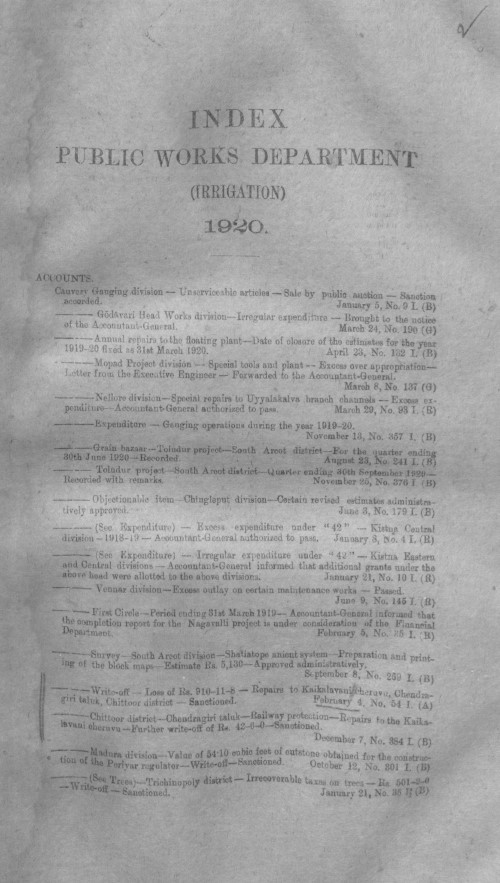 INDEX
PUBLIC WORKS DEPARTMENT
(IRRIGATION)
1920.
ACCOUNTS.
Cauvery Gauging division — Unserviceable articles — Sale by public auction — Sanction
accorded. January 5, No. 9 I. (B)
——— Gōdāvari Head Works division—Irregular expenditure — Brought to the notice
of the Accountant-General. March 24, No. 190 (G)
——— Annual repairs to the floating plant—Date of closure of the estimates for the year
1919-20 fixed as 31st March 1920. April 23, No. 132 I. (B)
——— Mopad Project division — Special tools and plant — Excess over appropriation—
Letter from the Executive Engineer — Forwarded to the Accountant-General.
March 8, No. 137 (G)
——— Nellore division—Special repairs to Uyyalakalva branch channels — Excess ex-
penditure—Accountant-General authorised to pass. March 29, No. 93 I. (B)
——— Expenditure — Gauging operations during the year 1919-20.
November 13, No. 357 I. (B)
——— Grain bazaar—Toludur project—South Arcot district—For the quarter ending
30th June 1920—Recorded. August 23, No. 241 I. (B)
——— Toludur project—South Arcot district—Quarter ending 30th September 1920—
Recorded with remarks. November 25, No. 376 I (B)
——— Objectionable item—Chingleput division—Certain revised estimates administra-
tively approved. June 3, No. 179 I. (B)
——— (See Expenditure) — Excess expenditure under "42" — Kistna Central
division—1918-19—Accountant-General authorized to pass. January 8, No. 4 I. (B)
——— (See Expenditure) — Irregular expenditure under "42"—Kistna Eastern
and Central divisions — Accountant-General informed that additional grants under the
above head were allotted to the above divisions. January 21, No. 10 I. (B)
——— Vennar division—Excess outlay on certain maintenance works — Passed.
June 9, No. 145 I. (B)
——— First Circle—Period ending 31st March 1919—Accountant-General informed that
the completion report for the Nagavalli project is under consideration of the Financial
Department. February 5, No. 25 I. (B)
——— Survey—South Arcot division—Shatiatope anicut system—Preparation and print-
ing of the block maps—Estimate Rs. 5,130—Approved administratively.
September 8, No. 259 I. (B)
——— Write-off — Loss of Rs. 910-11-8 — Repairs to Kaikalavani cheruvu, Chendra-
giri taluk, Chittoor district — Sanctioned. February 4, No. 54 I. (A)
——— Chittoor district—Chendragiri taluk—Railway protection—Repairs to the Kaika-
lavani cheruvu—Further write-off of Rs. 42-6-0—Sanctioned.
December 7, No. 384 I. (B)
——— Madura division—Value of 54·10 cubic feet of cutstone obtained for the construc-
tion of the Periyar regulator—Write-off—Sanctioned. October 12, No. 301 I. (B)
——— (See Trees)—Trichinopoly district — Irrecoverable taxes on trees — Rs. 501-2-0
—Write-off — Sanctioned. January 21, No. 35 I (B)